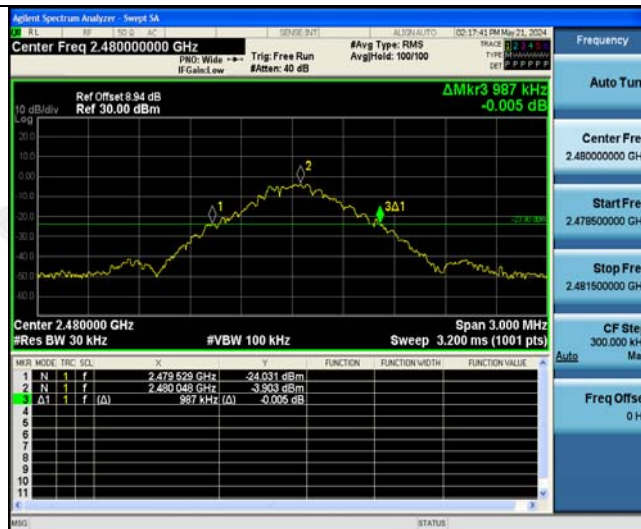 Agilent Spectrum Analyzer - Swept SA
RL RF 50 Ω AC SENSE:INT ALIGNAUTO 02:17:41 PM May 21, 2024
Center Freq 2.480000000 GHz
PNO: Wide
IFGain:Low
Trig: Free Run
#Atten: 40 dB
#Avg Type: RMS
Avg|Hold: 100/100
TRACE 1 2 3 4 5 6
TYPE M
DET P P P P P P
Ref Offset 8.94 dB
Ref 30.00 dBm
10 dB/div
Log
ΔMkr3 987 kHz
-0.005 dB
20.0
10.0
0.00
-10.0
-20.0
-30.0
-40.0
-50.0
-60.0
1
2
3Δ1
-23.90 dBm
Center 2.480000 GHz
Span 3.000 MHz
#Res BW 30 kHz
#VBW 100 kHz
Sweep 3.200 ms (1001 pts)
MKR MODE TRC SCL X Y FUNCTION FUNCTION WIDTH FUNCTION VALUE
1 N 1 f 2.479 529 GHz -24.031 dBm
2 N 1 f 2.480 048 GHz -3.903 dBm
3 Δ1 1 f (Δ) 987 kHz (Δ) -0.005 dB
4
5
6
7
8
9
10
11
MSG
STATUS
Frequency
Auto Tun
Center Fre
2.480000000 GH
Start Fre
2.478500000 GH
Stop Fre
2.481500000 GH
CF Ste
300.000 kH
Auto Ma
Freq Offse
0 H